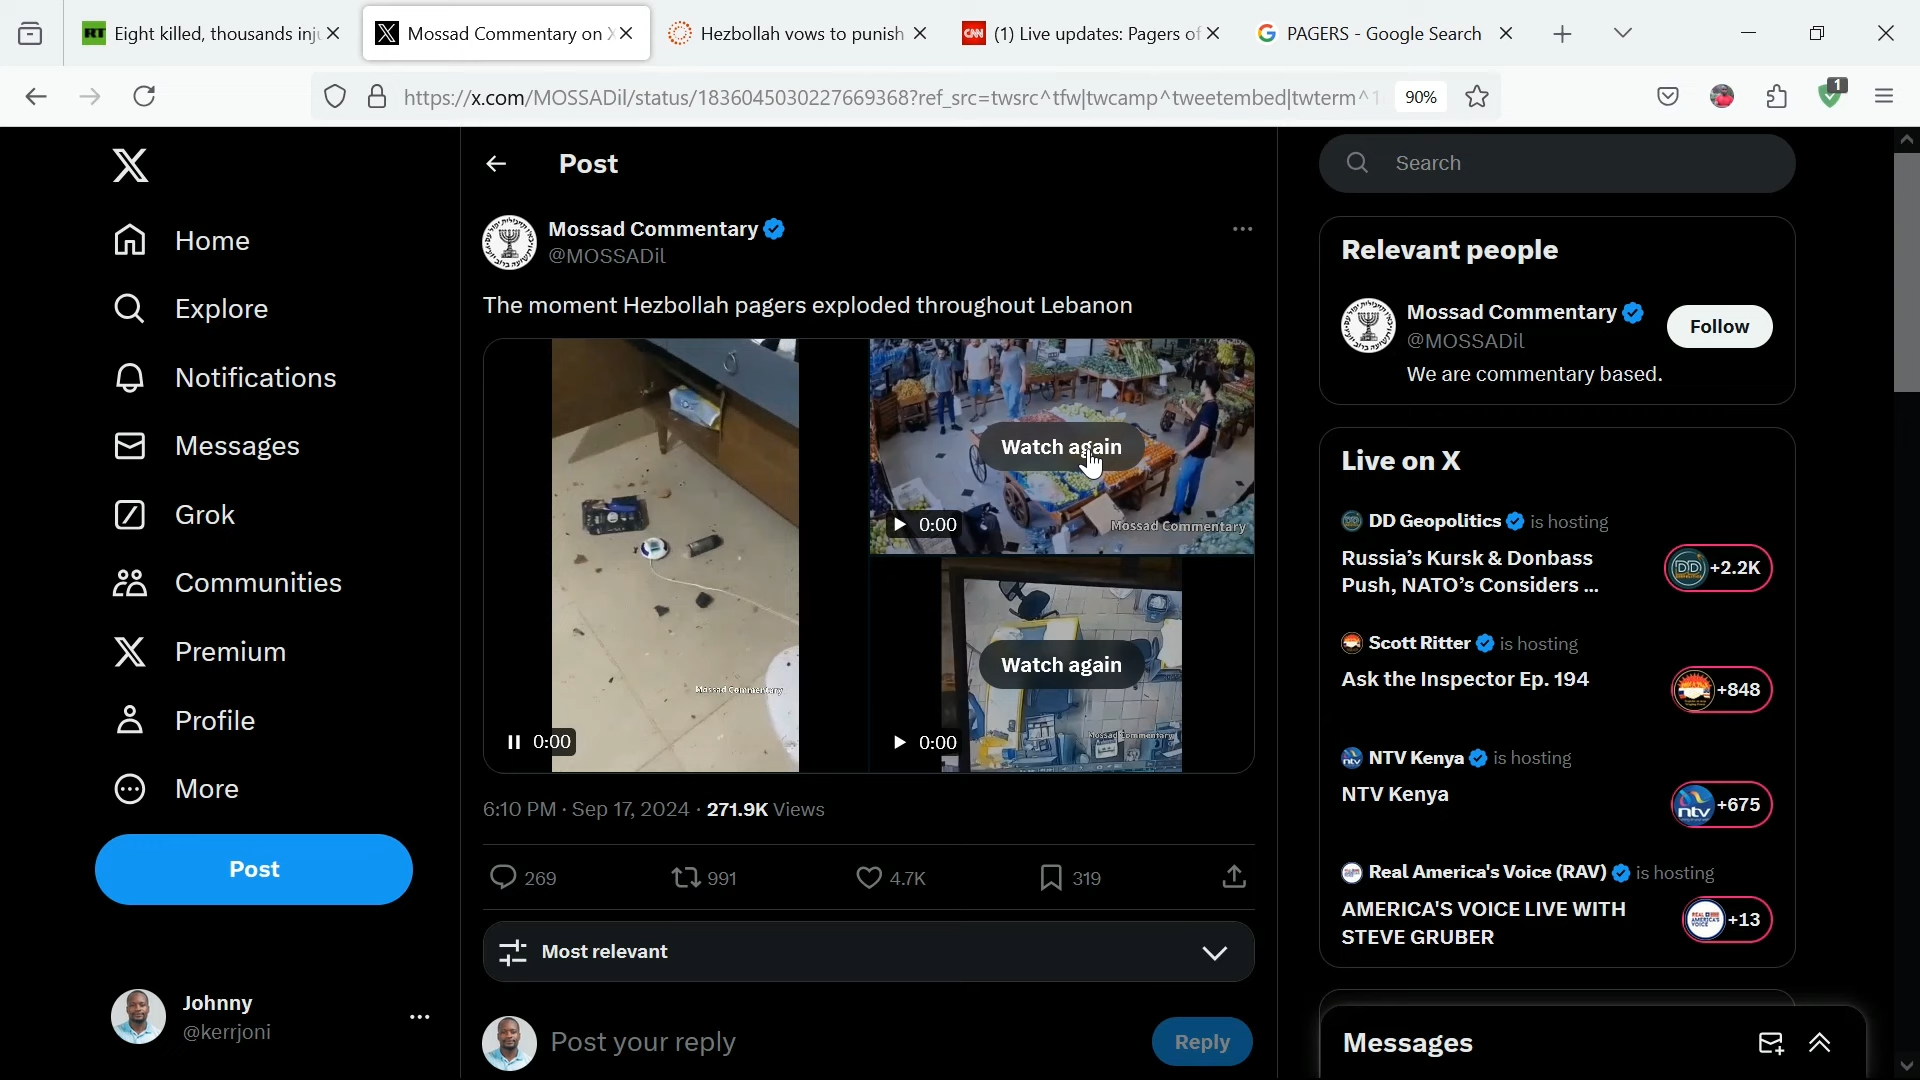 RT Eight killed, thousands inju
Mossad Commentary on X
Hezbollah vows to punish
CNN (1) Live updates: Pagers of
PAGERS - Google Search
https://x.com/MOSSADil/status/1836045030227669368?ref_src=twsrc^tfw|twcamp^tweetembed|twterm^1
90%
1
Home
Explore
Notifications
Messages
Grok
Communities
Premium
Profile
More
Post
Johnny
@kerrjoni
Post
Mossad Commentary
@MOSSADil
The moment Hezbollah pagers exploded throughout Lebanon
Mossad Commentary
0:00
Watch again
0:00
Mossad Commentary
Watch again
0:00
Mossad Commentary
6:10 PM · Sep 17, 2024 · 271.9K Views
269 991 4.7K 319
Most relevant
Post your reply
Reply
Search
Relevant people
Mossad Commentary
@MOSSADil
Follow
We are commentary based.
Live on X
DD Geopolitics is hosting
Russia's Kursk & Donbass
Push, NATO's Considers ...
DD +2.2K
Scott Ritter is hosting
Ask the Inspector Ep. 194
+848
NTV Kenya is hosting
NTV Kenya
ntv +675
Real America's Voice (RAV) is hosting
AMERICA'S VOICE LIVE WITH
STEVE GRUBER
+13
Messages